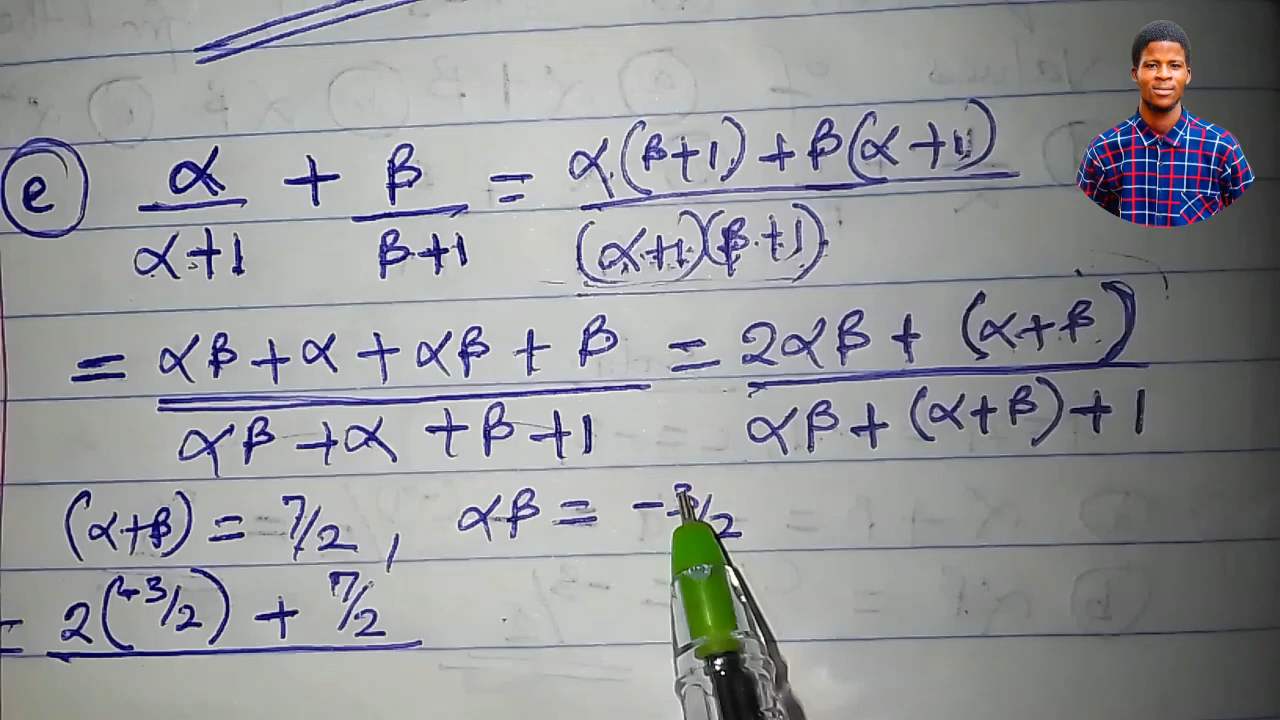 (e) α/(α+1) + β/(β+1) = (α(β+1) + β(α+1))/((α+1)(β+1))
= (αβ+α+αβ+β)/(αβ+α+β+1) = (2αβ+(α+β))/(αβ+(α+β)+1)
(α+β) = 7/2, αβ = -3/2
= 2(-3/2) + 7/2